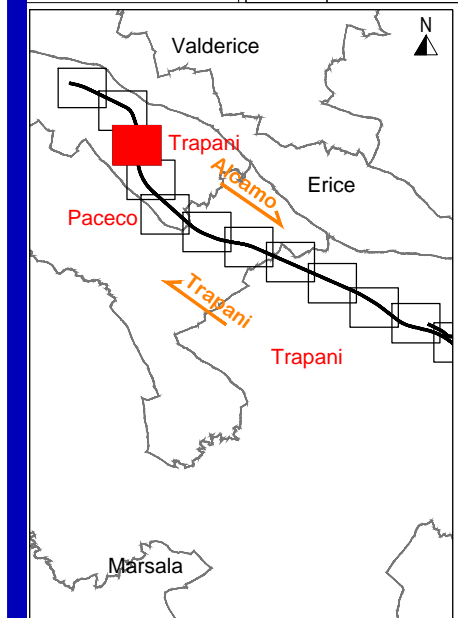 N
Valderice
Trapani
Alcamo
Erice
Paceco
Trapani
Trapani
Marsala